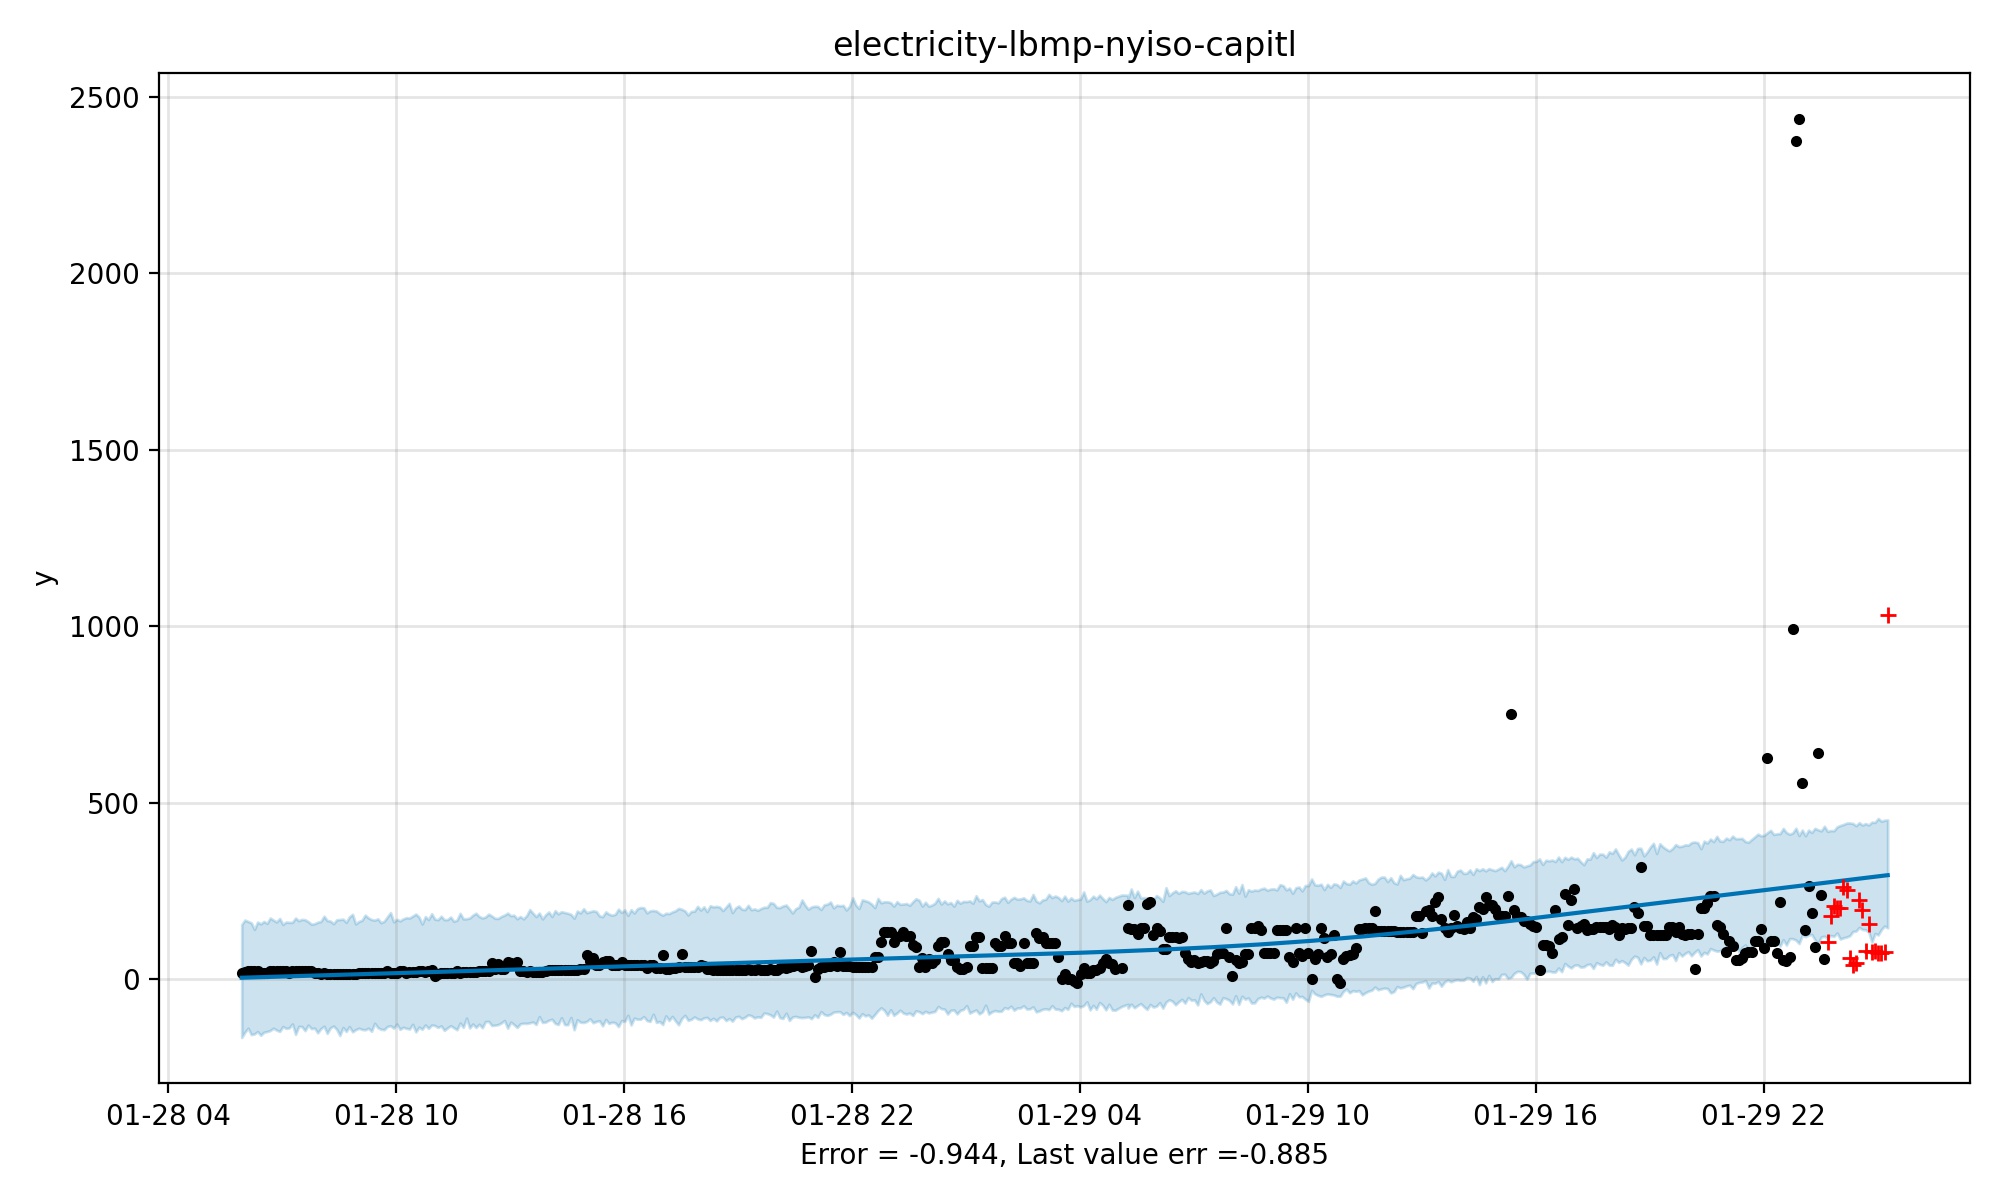 electricity-lbmp-nyiso-capitl
2500
2000
1500
1000
500
0
y
01-28 04 01-28 10 01-28 16 01-28 22 01-29 04 01-29 10 01-29 16 01-29 22
Error = -0.944, Last value err =-0.885